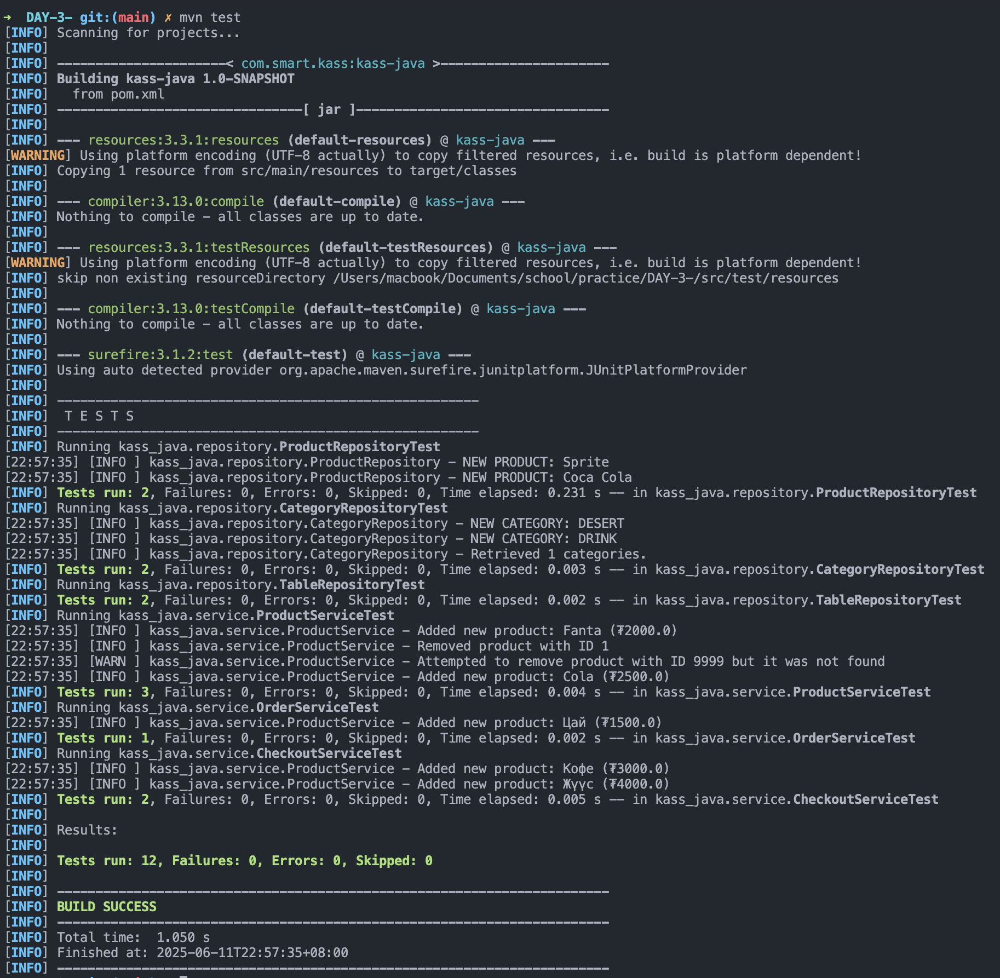 ➜  DAY-3- git:(main) ✗ mvn test
[INFO] Scanning for projects...
[INFO]
[INFO] ----------------------< com.smart.kass:kass-java >----------------------
[INFO] Building kass-java 1.0-SNAPSHOT
[INFO]   from pom.xml
[INFO] --------------------------------[ jar ]---------------------------------
[INFO]
[INFO] --- resources:3.3.1:resources (default-resources) @ kass-java ---
[WARNING] Using platform encoding (UTF-8 actually) to copy filtered resources, i.e. build is platform dependent!
[INFO] Copying 1 resource from src/main/resources to target/classes
[INFO]
[INFO] --- compiler:3.13.0:compile (default-compile) @ kass-java ---
[INFO] Nothing to compile - all classes are up to date.
[INFO]
[INFO] --- resources:3.3.1:testResources (default-testResources) @ kass-java ---
[WARNING] Using platform encoding (UTF-8 actually) to copy filtered resources, i.e. build is platform dependent!
[INFO] skip non existing resourceDirectory /Users/macbook/Documents/school/practice/DAY-3-/src/test/resources
[INFO]
[INFO] --- compiler:3.13.0:testCompile (default-testCompile) @ kass-java ---
[INFO] Nothing to compile - all classes are up to date.
[INFO]
[INFO] --- surefire:3.1.2:test (default-test) @ kass-java ---
[INFO] Using auto detected provider org.apache.maven.surefire.junitplatform.JUnitPlatformProvider
[INFO]
[INFO] -------------------------------------------------------
[INFO]  T E S T S
[INFO] -------------------------------------------------------
[INFO] Running kass_java.repository.ProductRepositoryTest
[22:57:35] [INFO ] kass_java.repository.ProductRepository - NEW PRODUCT: Sprite
[22:57:35] [INFO ] kass_java.repository.ProductRepository - NEW PRODUCT: Coca Cola
[INFO] Tests run: 2, Failures: 0, Errors: 0, Skipped: 0, Time elapsed: 0.231 s -- in kass_java.repository.ProductRepositoryTest
[INFO] Running kass_java.repository.CategoryRepositoryTest
[22:57:35] [INFO ] kass_java.repository.CategoryRepository - NEW CATEGORY: DESERT
[22:57:35] [INFO ] kass_java.repository.CategoryRepository - NEW CATEGORY: DRINK
[22:57:35] [INFO ] kass_java.repository.CategoryRepository - Retrieved 1 categories.
[INFO] Tests run: 2, Failures: 0, Errors: 0, Skipped: 0, Time elapsed: 0.003 s -- in kass_java.repository.CategoryRepositoryTest
[INFO] Running kass_java.repository.TableRepositoryTest
[INFO] Tests run: 2, Failures: 0, Errors: 0, Skipped: 0, Time elapsed: 0.002 s -- in kass_java.repository.TableRepositoryTest
[INFO] Running kass_java.service.ProductServiceTest
[22:57:35] [INFO ] kass_java.service.ProductService - Added new product: Fanta (₮2000.0)
[22:57:35] [INFO ] kass_java.service.ProductService - Removed product with ID 1
[22:57:35] [WARN ] kass_java.service.ProductService - Attempted to remove product with ID 9999 but it was not found
[22:57:35] [INFO ] kass_java.service.ProductService - Added new product: Cola (₮2500.0)
[INFO] Tests run: 3, Failures: 0, Errors: 0, Skipped: 0, Time elapsed: 0.004 s -- in kass_java.service.ProductServiceTest
[INFO] Running kass_java.service.OrderServiceTest
[22:57:35] [INFO ] kass_java.service.ProductService - Added new product: Цай (₮1500.0)
[INFO] Tests run: 1, Failures: 0, Errors: 0, Skipped: 0, Time elapsed: 0.002 s -- in kass_java.service.OrderServiceTest
[INFO] Running kass_java.service.CheckoutServiceTest
[22:57:35] [INFO ] kass_java.service.ProductService - Added new product: Кофе (₮3000.0)
[22:57:35] [INFO ] kass_java.service.ProductService - Added new product: Жүүс (₮4000.0)
[INFO] Tests run: 2, Failures: 0, Errors: 0, Skipped: 0, Time elapsed: 0.005 s -- in kass_java.service.CheckoutServiceTest
[INFO]
[INFO] Results:
[INFO]
[INFO] Tests run: 12, Failures: 0, Errors: 0, Skipped: 0
[INFO]
[INFO] ------------------------------------------------------------------------
[INFO] BUILD SUCCESS
[INFO] ------------------------------------------------------------------------
[INFO] Total time:  1.050 s
[INFO] Finished at: 2025-06-11T22:57:35+08:00
[INFO] ------------------------------------------------------------------------